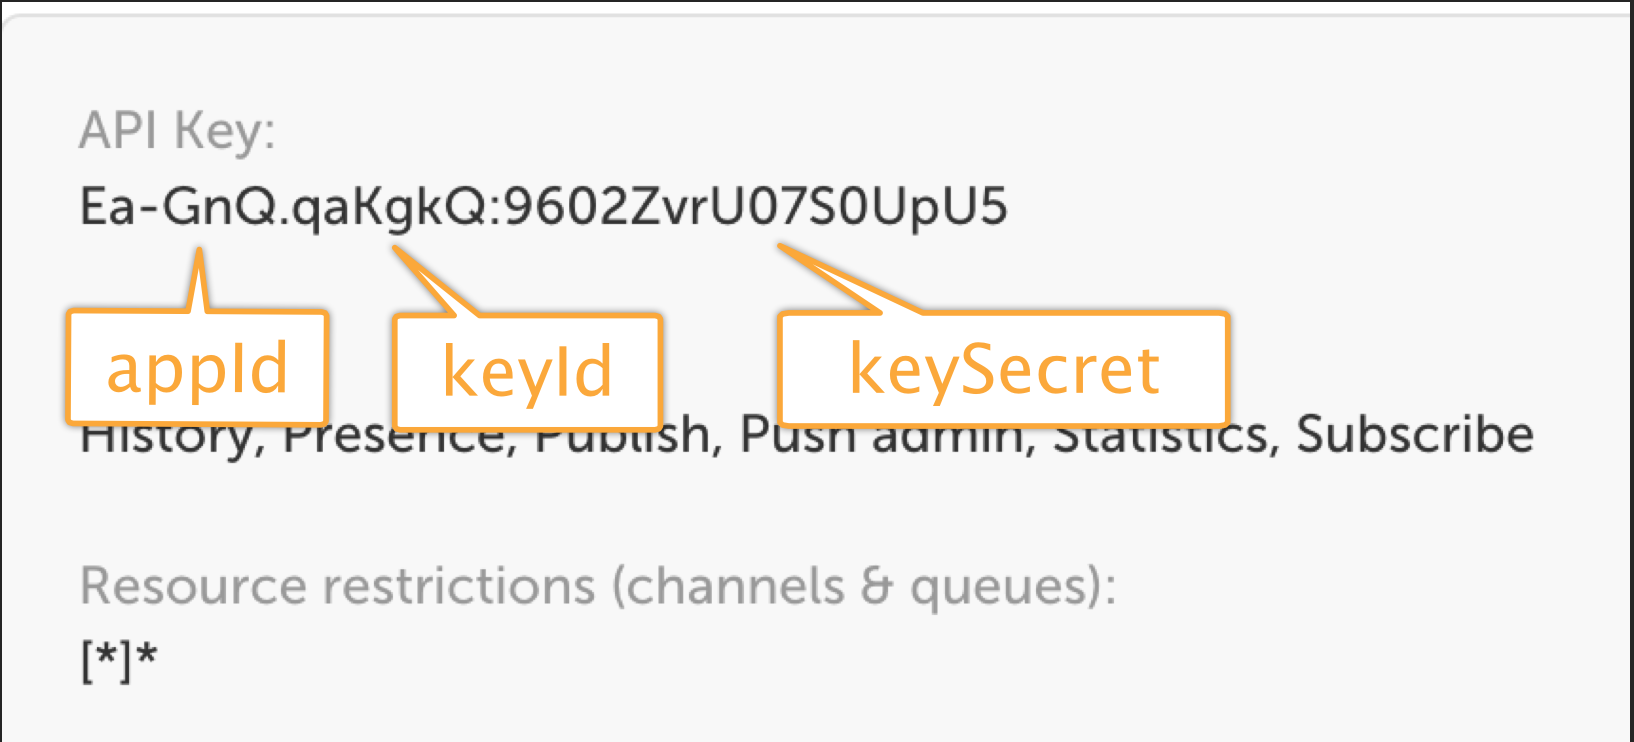 API Key:
Ea-GnQ.qaKgkQ:9602ZvrU07S0UpU5
appId
keyId
keySecret
History, Presence, Publish, Push admin, Statistics, Subscribe
Resource restrictions (channels & queues):
[*]*